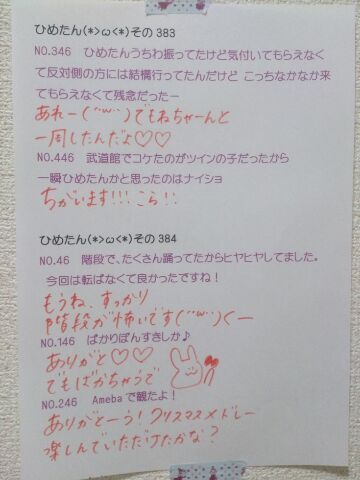 ひめたん(*>ω<*)その383
NO.346　ひめたんうちわ振ってたけど気付いてもらえなく
て反対側の方には結構行ってたんだけど こっちなかなか来
てもらえなくて残念だったー
あれー(´･ω･`)でもねちゃーんと
一周したんだよ♡♡
NO.446　武道館でコケたのがツインの子だったから
一瞬ひめたんかと思ったのはナイショ
ちがいます!!!こら!!
ひめたん(*>ω<*)その384
NO.46　階段で、たくさん踊ってたからヒヤヒヤしてました。
今回は転ばなくて良かったですね！
もうね、すっかり
階段が怖いです(´･ω･`)くー
NO.146　ぱかりぽんすきしか♪
ありがと♡♡
でもばかちゃうで
NO.246　Amebaで観たよ！
ありがとーう！クリスマスメドレー
楽しんでいただけたかな？